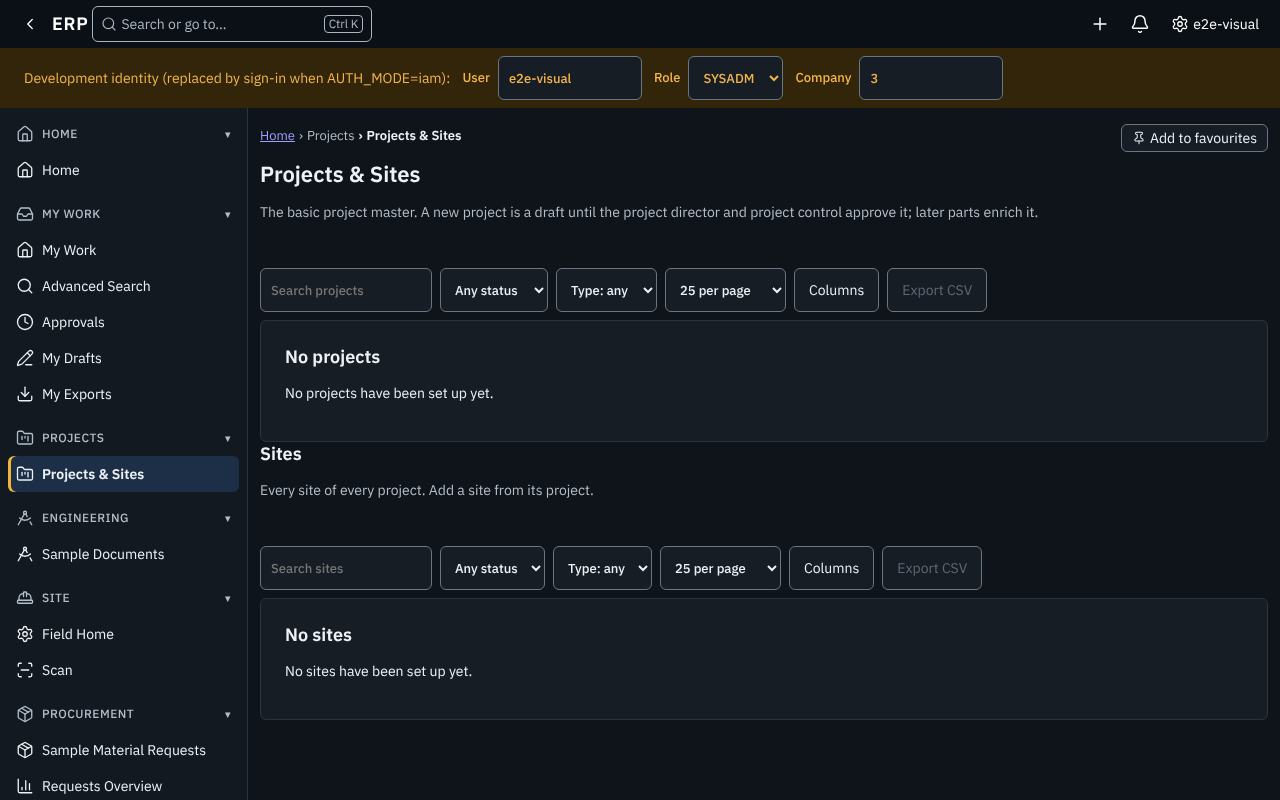 ERP
Search or go to...
Ctrl K
e2e-visual
Development identity (replaced by sign-in when AUTH_MODE=iam): User e2e-visual Role SYSADM Company 3
HOME
Home
MY WORK
My Work
Advanced Search
Approvals
My Drafts
My Exports
PROJECTS
Projects & Sites
ENGINEERING
Sample Documents
SITE
Field Home
Scan
PROCUREMENT
Sample Material Requests
Requests Overview
Home › Projects › Projects & Sites
Add to favourites
Projects & Sites
The basic project master. A new project is a draft until the project director and project control approve it; later parts enrich it.
Search projects Any status Type: any 25 per page Columns Export CSV
No projects
No projects have been set up yet.
Sites
Every site of every project. Add a site from its project.
Search sites Any status Type: any 25 per page Columns Export CSV
No sites
No sites have been set up yet.